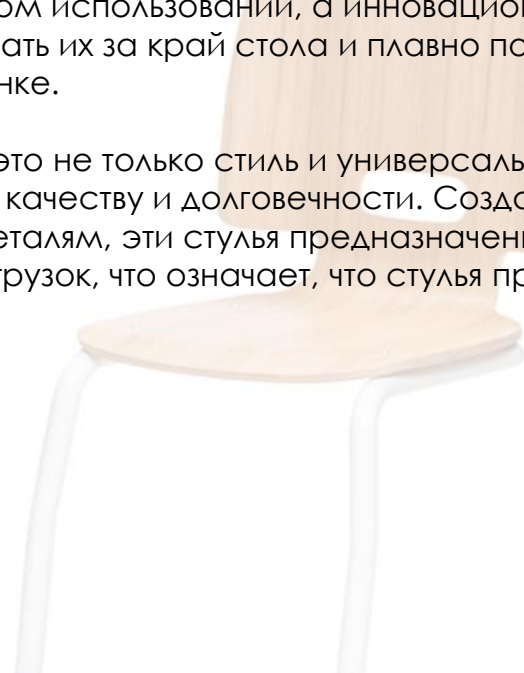 ом использовании, а инновацион
ать их за край стола и плавно по
нке.
это не только стиль и универсаль
качеству и долговечности. Созда
еталям, эти стулья предназначен
грузок, что означает, что стулья пр